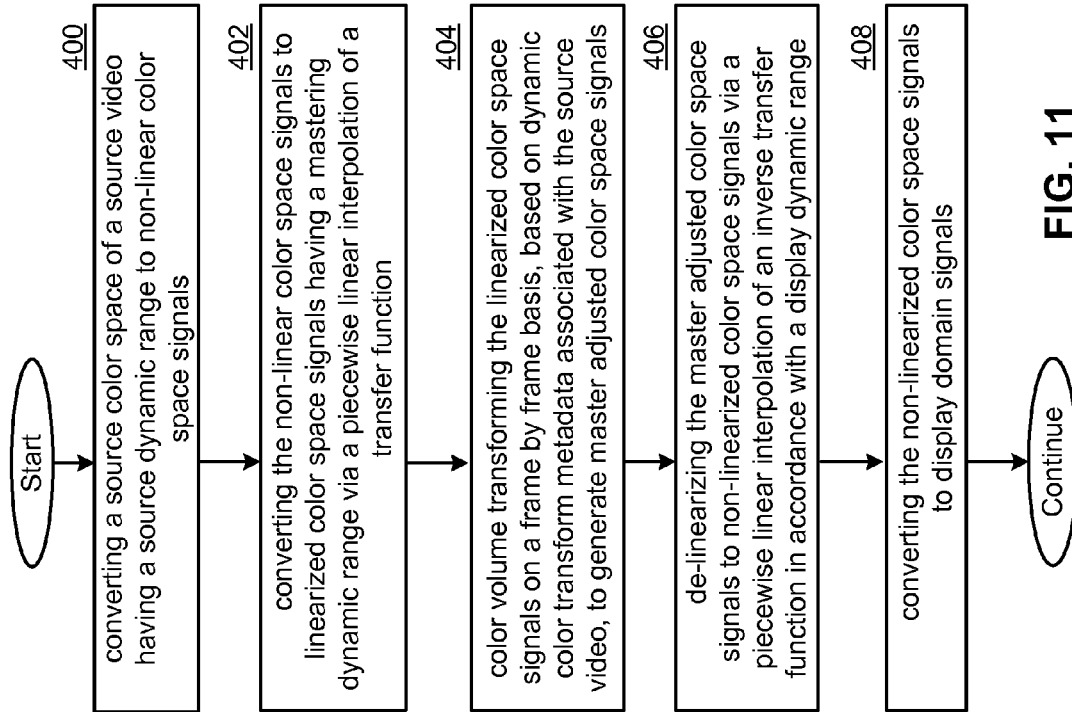 Start
400
converting a source color space of a source video
having a source dynamic range to non-linear color
space signals
402
converting the non-linear color space signals to
linearized color space signals having a mastering
dynamic range via a piecewise linear interpolation of a
transfer function
404
color volume transforming the linearized color space
signals on a frame by frame basis, based on dynamic
color transform metadata associated with the source
video, to generate master adjusted color space signals
406
de-linearizing the master adjusted color space
signals to non-linearized color space signals via a
piecewise linear interpolation of an inverse transfer
function in accordance with a display dynamic range
408
converting the non-linearized color space signals
to display domain signals
Continue
FIG. 11